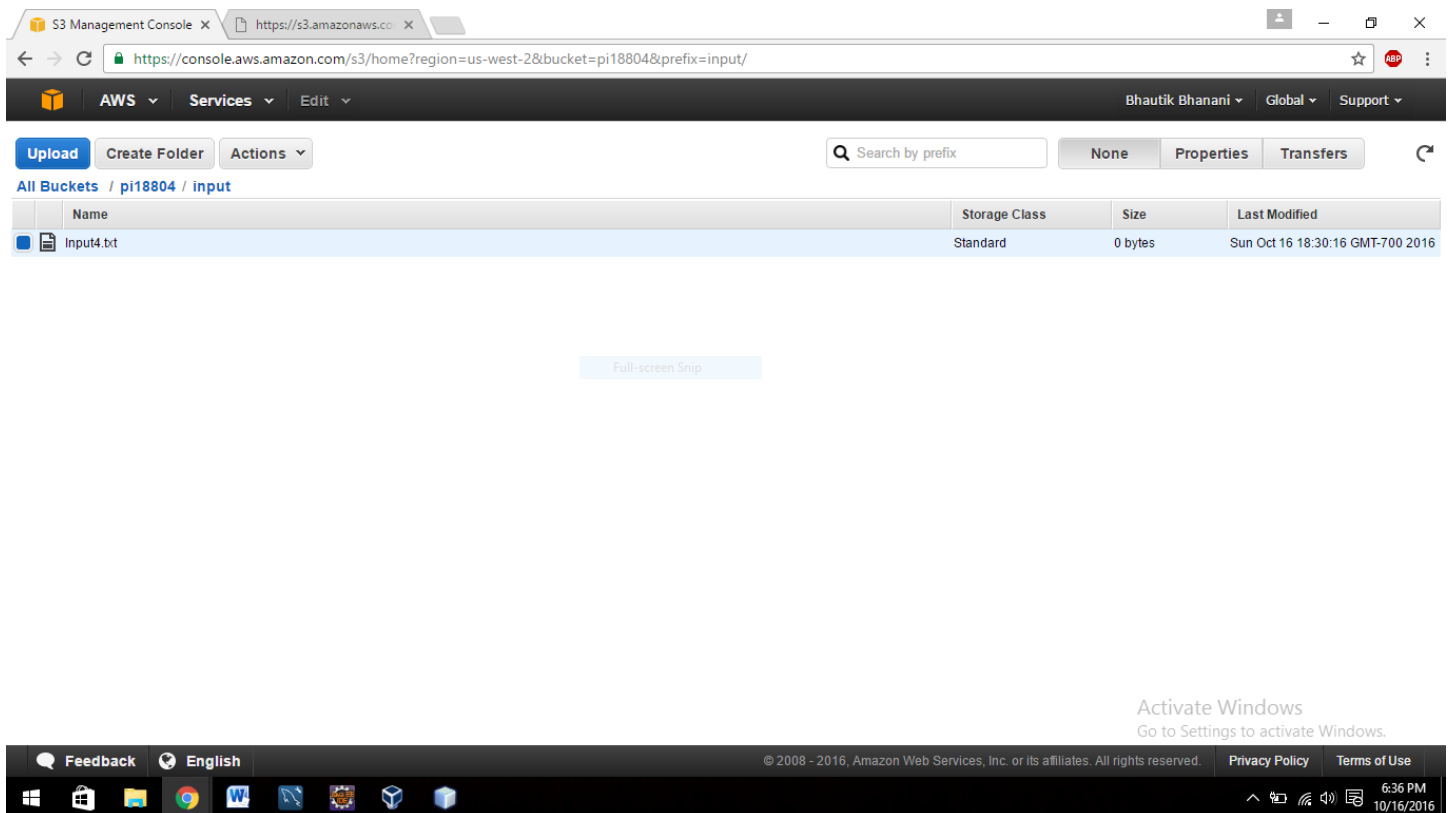 S3 Management Console
https://s3.amazonaws.co
https://console.aws.amazon.com/s3/home?region=us-west-2&bucket=pi18804&prefix=input/
ABP
AWS Services Edit Bhautik Bhanani Global Support
Upload Create Folder Actions Search by prefix None Properties Transfers
All Buckets / pi18804 / input
Name Storage Class Size Last Modified
Input4.txt Standard 0 bytes Sun Oct 16 18:30:16 GMT-700 2016
Full-screen Snip
Activate Windows
Go to Settings to activate Windows.
Feedback English © 2008 - 2016, Amazon Web Services, Inc. or its affiliates. All rights reserved. Privacy Policy Terms of Use
6:36 PM
10/16/2016